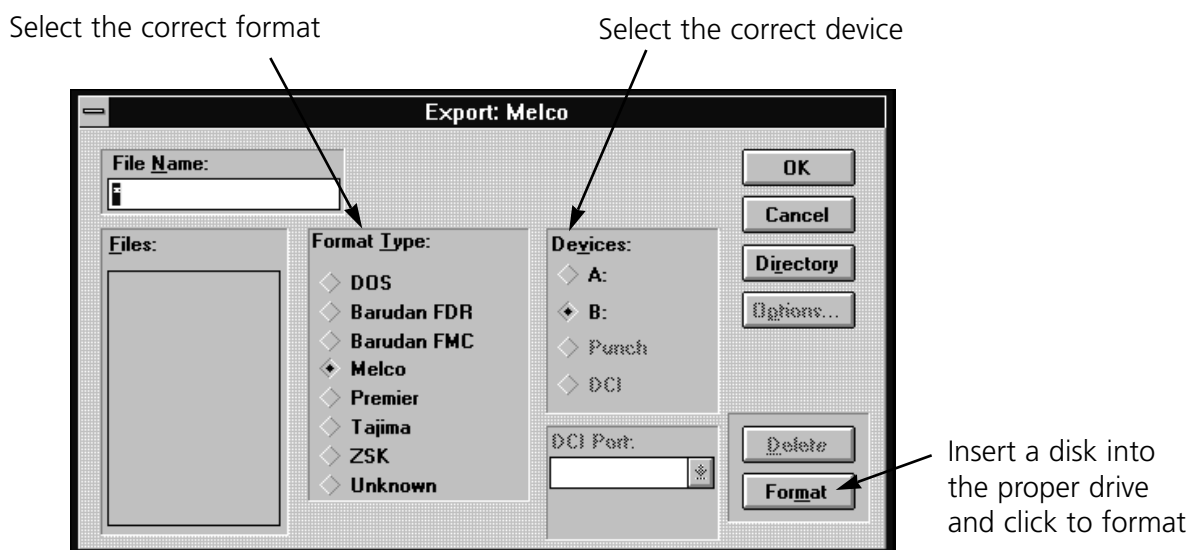 Select the correct format
Select the correct device
Export: Melco
File Name:
*
Files:
Format Type:
DOS
Barudan FDR
Barudan FMC
Melco
Premier
Tajima
ZSK
Unknown
Devices:
A:
B:
Punch
DCI
DCI Port:
OK
Cancel
Directory
Options...
Delete
Format
Insert a disk into
the proper drive
and click to format